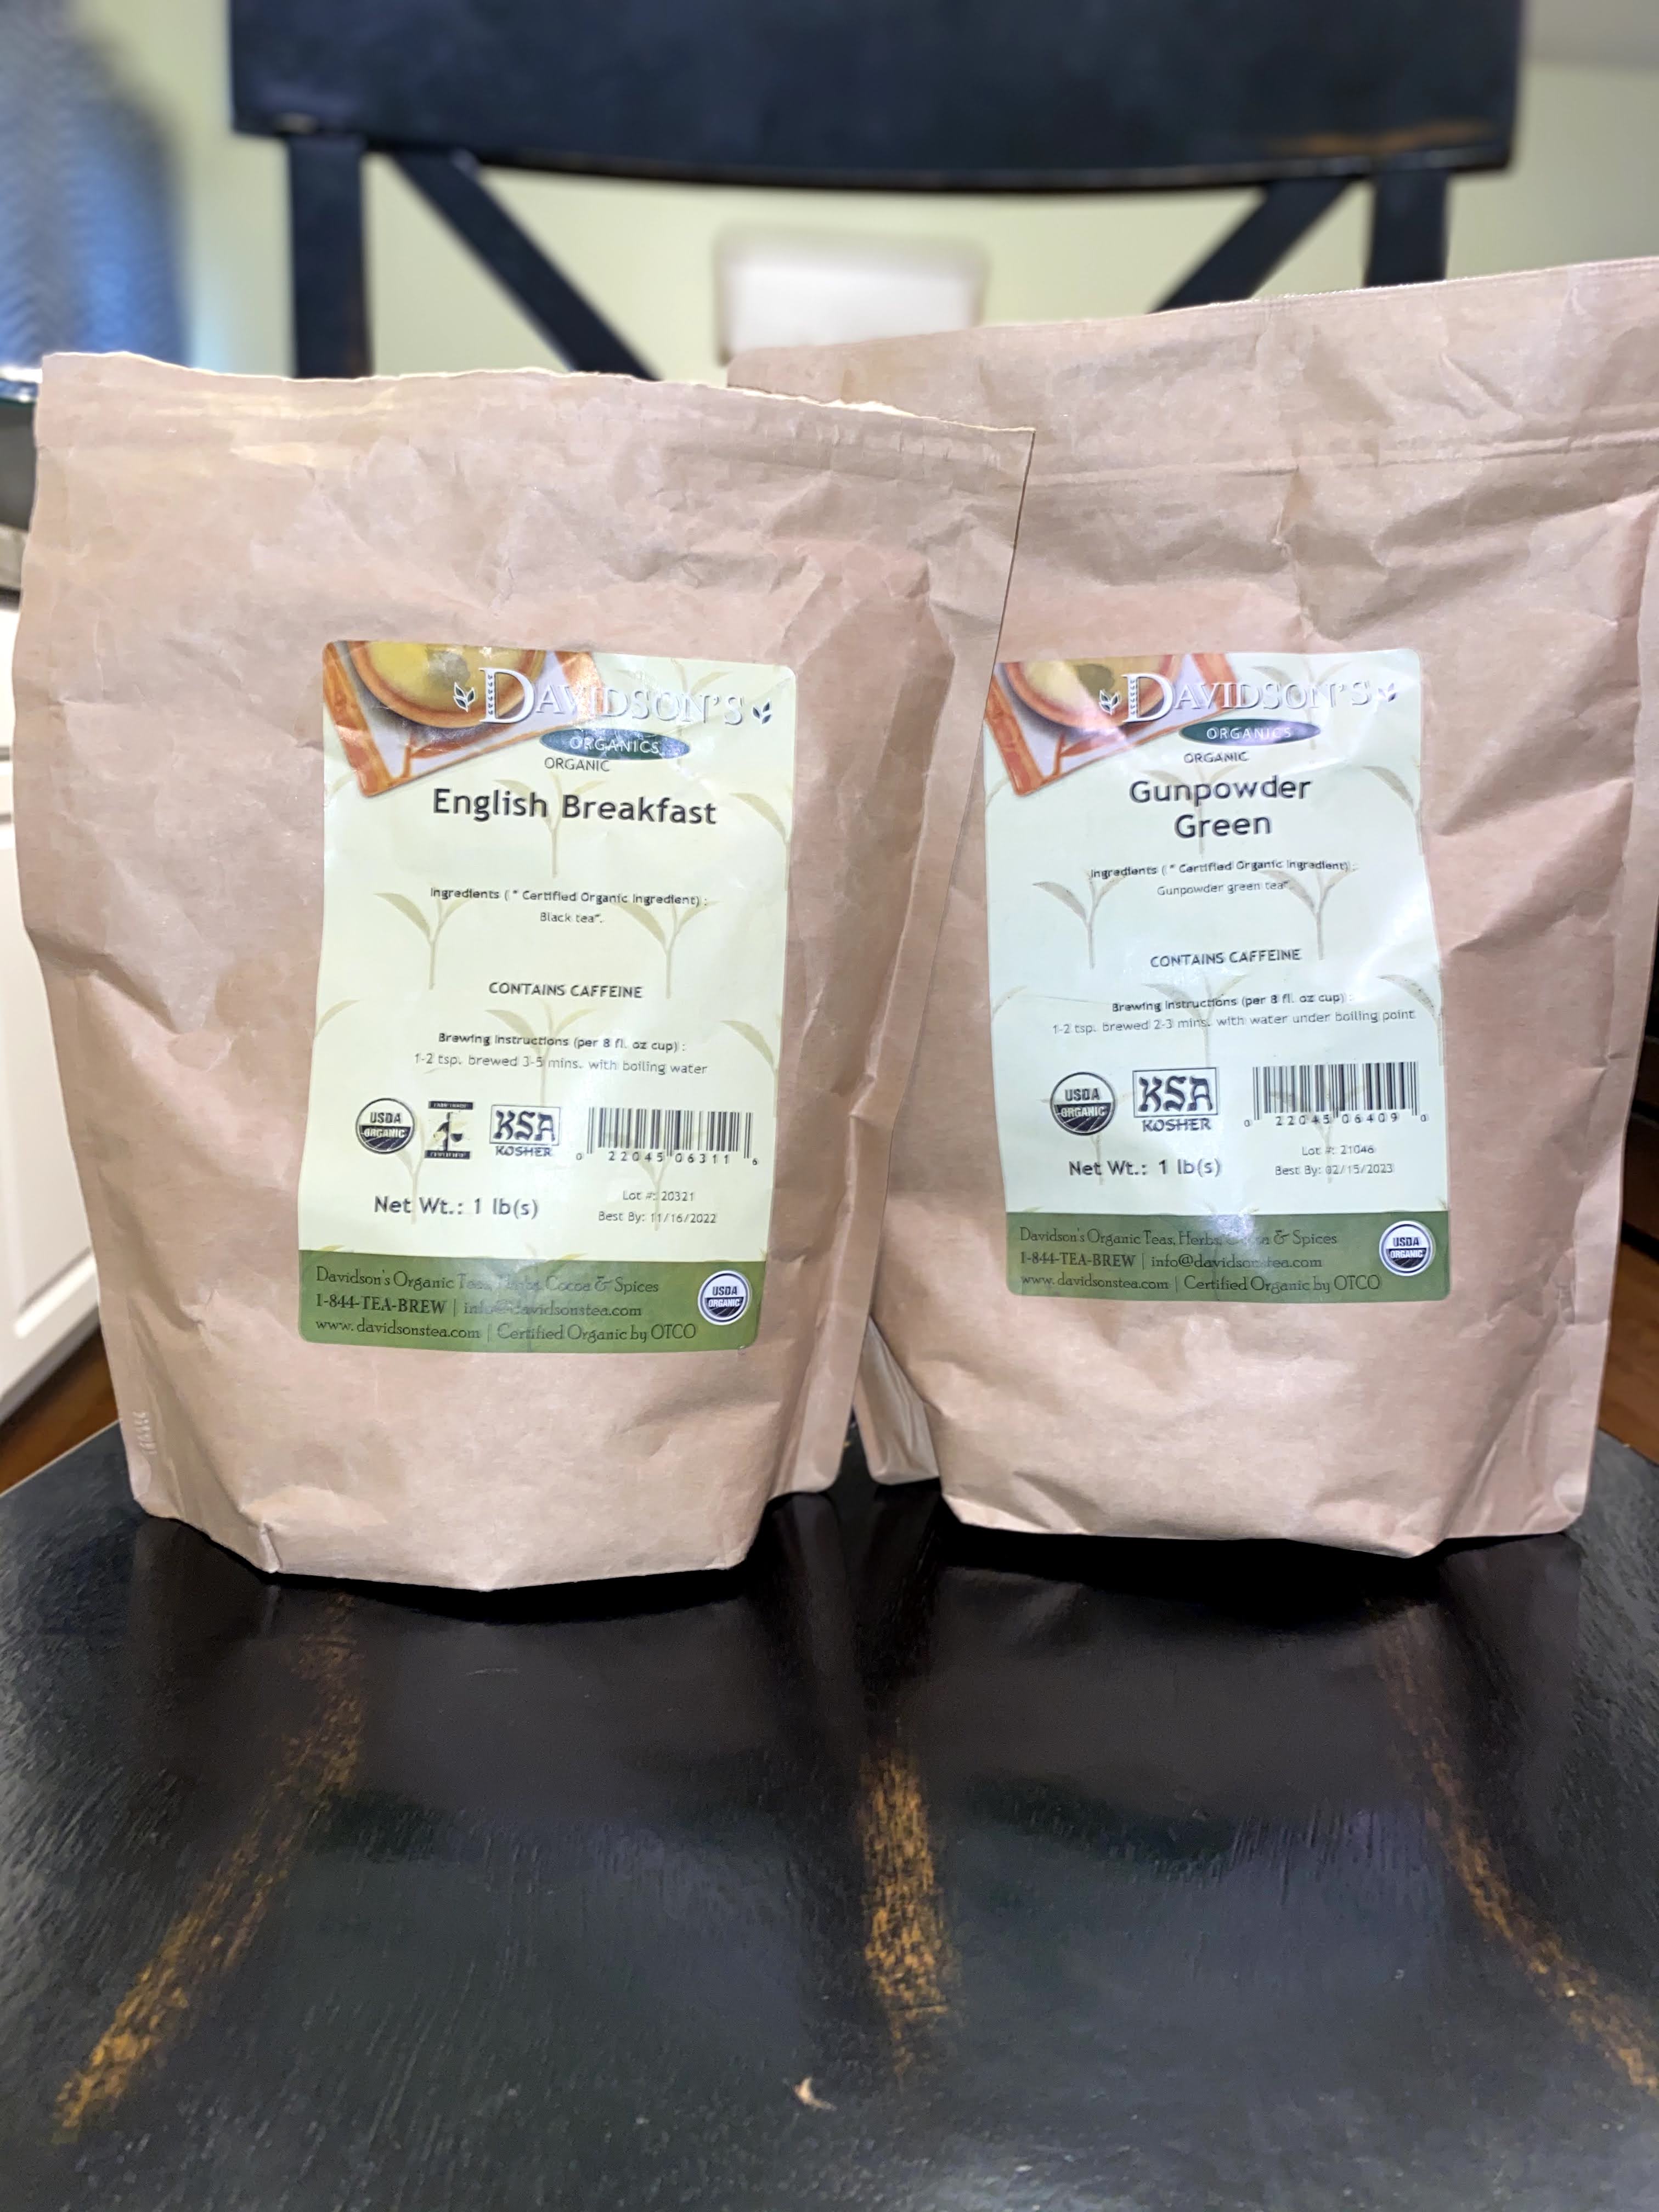 DAVIDSON'S
ORGANICS
ORGANIC
English Breakfast
Ingredients ( * Certified Organic Ingredient) :
Black tea*.
CONTAINS CAFFEINE
Brewing Instructions (per 8 fl. oz cup) :
1-2 tsp. brewed 3-5 mins. with boiling water
USDA
ORGANIC
KSA
KOSHER
0 22045 06311 6
Net Wt.: 1 lb(s)
Lot #: 20321
Best By: 11/16/2022
Davidson's Organic Teas, Herbs, Cocoa & Spices
1-844-TEA-BREW | info@davidsonstea.com
www.davidsonstea.com | Certified Organic by OTCO
USDA
ORGANIC
DAVIDSON'S
ORGANICS
ORGANIC
Gunpowder
Green
Ingredients ( * Certified Organic Ingredient) :
Gunpowder green tea*.
CONTAINS CAFFEINE
Brewing Instructions (per 8 fl. oz cup) :
1-2 tsp. brewed 2-3 mins. with water under boiling point
USDA
ORGANIC
KSA
KOSHER
0 22045 06409 0
Net Wt.: 1 lb(s)
Lot #: 21046
Best By: 02/15/2023
Davidson's Organic Teas, Herbs, Cocoa & Spices
1-844-TEA-BREW | info@davidsonstea.com
www.davidsonstea.com | Certified Organic by OTCO
USDA
ORGANIC